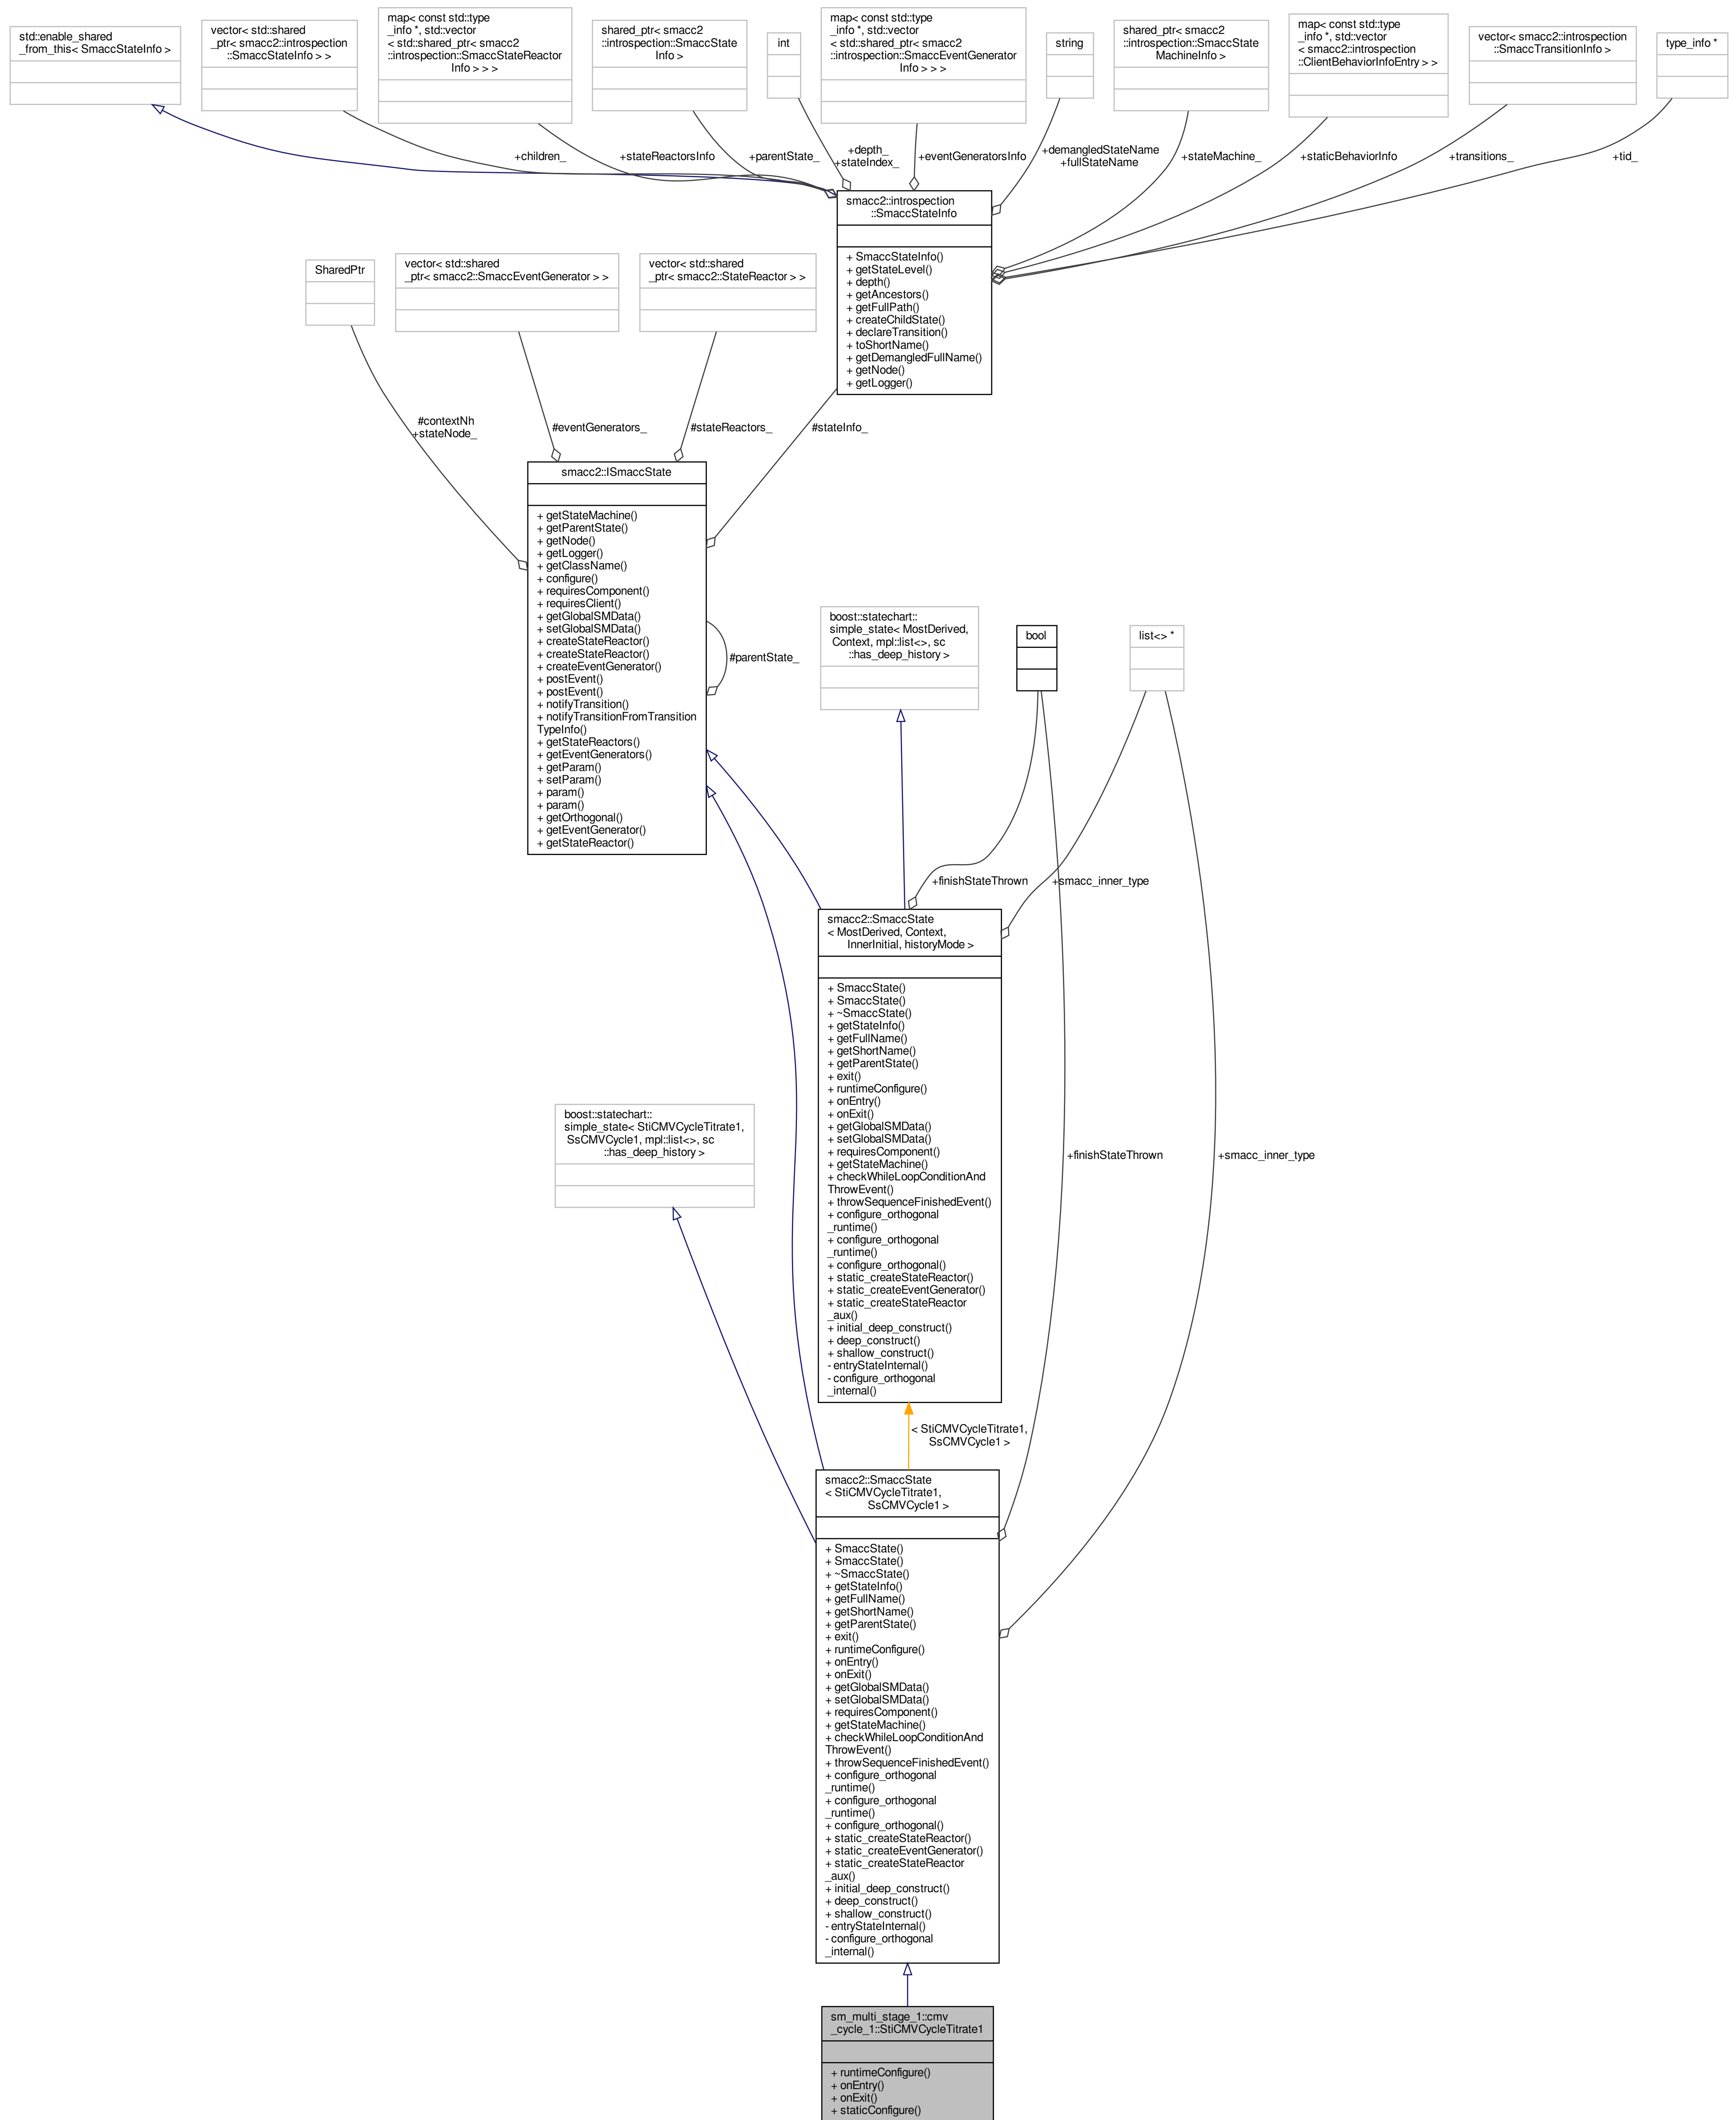 std::enable_shared
_from_this< SmaccStateInfo >
vector< std::shared
_ptr< smacc2::introspection
::SmaccStateInfo > >
map< const std::type
_info *, std::vector
< std::shared_ptr< smacc2
::introspection::SmaccStateReactor
Info > > >
shared_ptr< smacc2
::introspection::SmaccState
Info >
int
map< const std::type
_info *, std::vector
< std::shared_ptr< smacc2
::introspection::SmaccEventGenerator
Info > > >
string
shared_ptr< smacc2
::introspection::SmaccState
MachineInfo >
map< const std::type
_info *, std::vector
< smacc2::introspection
::ClientBehaviorInfoEntry > >
vector< smacc2::introspection
::SmaccTransitionInfo >
type_info *
+children_
+stateReactorsInfo
+parentState_
+depth_
+stateIndex_
+eventGeneratorsInfo
+demangledStateName
+fullStateName
+stateMachine_
+staticBehaviorInfo
+transitions_
+tid_
smacc2::introspection
::SmaccStateInfo
+ SmaccStateInfo()
+ getStateLevel()
+ depth()
+ getAncestors()
+ getFullPath()
+ createChildState()
+ declareTransition()
+ toShortName()
+ getDemangledFullName()
+ getNode()
+ getLogger()
SharedPtr
vector< std::shared
_ptr< smacc2::SmaccEventGenerator > >
vector< std::shared
_ptr< smacc2::StateReactor > >
#contextNh
+stateNode_
#eventGenerators_
#stateReactors_
#stateInfo_
smacc2::ISmaccState
+ getStateMachine()
+ getParentState()
+ getNode()
+ getLogger()
+ getClassName()
+ configure()
+ requiresComponent()
+ requiresClient()
+ getGlobalSMData()
+ setGlobalSMData()
+ createStateReactor()
+ createStateReactor()
+ createEventGenerator()
+ postEvent()
+ postEvent()
+ notifyTransition()
+ notifyTransitionFromTransition
TypeInfo()
+ getStateReactors()
+ getEventGenerators()
+ getParam()
+ setParam()
+ param()
+ param()
+ getOrthogonal()
+ getEventGenerator()
+ getStateReactor()
#parentState_
boost::statechart::
simple_state< MostDerived,
Context, mpl::list<>, sc
::has_deep_history >
bool
list<> *
+finishStateThrown
+smacc_inner_type
smacc2::SmaccState
< MostDerived, Context,
InnerInitial, historyMode >
+ SmaccState()
+ SmaccState()
+ ~SmaccState()
+ getStateInfo()
+ getFullName()
+ getShortName()
+ getParentState()
+ exit()
+ runtimeConfigure()
+ onEntry()
+ onExit()
+ getGlobalSMData()
+ setGlobalSMData()
+ requiresComponent()
+ getStateMachine()
+ checkWhileLoopConditionAnd
ThrowEvent()
+ throwSequenceFinishedEvent()
+ configure_orthogonal
_runtime()
+ configure_orthogonal
_runtime()
+ configure_orthogonal()
+ static_createStateReactor()
+ static_createEventGenerator()
+ static_createStateReactor
_aux()
+ initial_deep_construct()
+ deep_construct()
+ shallow_construct()
- entryStateInternal()
- configure_orthogonal
_internal()
boost::statechart::
simple_state< StiCMVCycleTitrate1,
SsCMVCycle1, mpl::list<>, sc
::has_deep_history >
+finishStateThrown
+smacc_inner_type
< StiCMVCycleTitrate1,
SsCMVCycle1 >
smacc2::SmaccState
< StiCMVCycleTitrate1,
SsCMVCycle1 >
+ SmaccState()
+ SmaccState()
+ ~SmaccState()
+ getStateInfo()
+ getFullName()
+ getShortName()
+ getParentState()
+ exit()
+ runtimeConfigure()
+ onEntry()
+ onExit()
+ getGlobalSMData()
+ setGlobalSMData()
+ requiresComponent()
+ getStateMachine()
+ checkWhileLoopConditionAnd
ThrowEvent()
+ throwSequenceFinishedEvent()
+ configure_orthogonal
_runtime()
+ configure_orthogonal
_runtime()
+ configure_orthogonal()
+ static_createStateReactor()
+ static_createEventGenerator()
+ static_createStateReactor
_aux()
+ initial_deep_construct()
+ deep_construct()
+ shallow_construct()
- entryStateInternal()
- configure_orthogonal
_internal()
sm_multi_stage_1::cmv
_cycle_1::StiCMVCycleTitrate1
+ runtimeConfigure()
+ onEntry()
+ onExit()
+ staticConfigure()